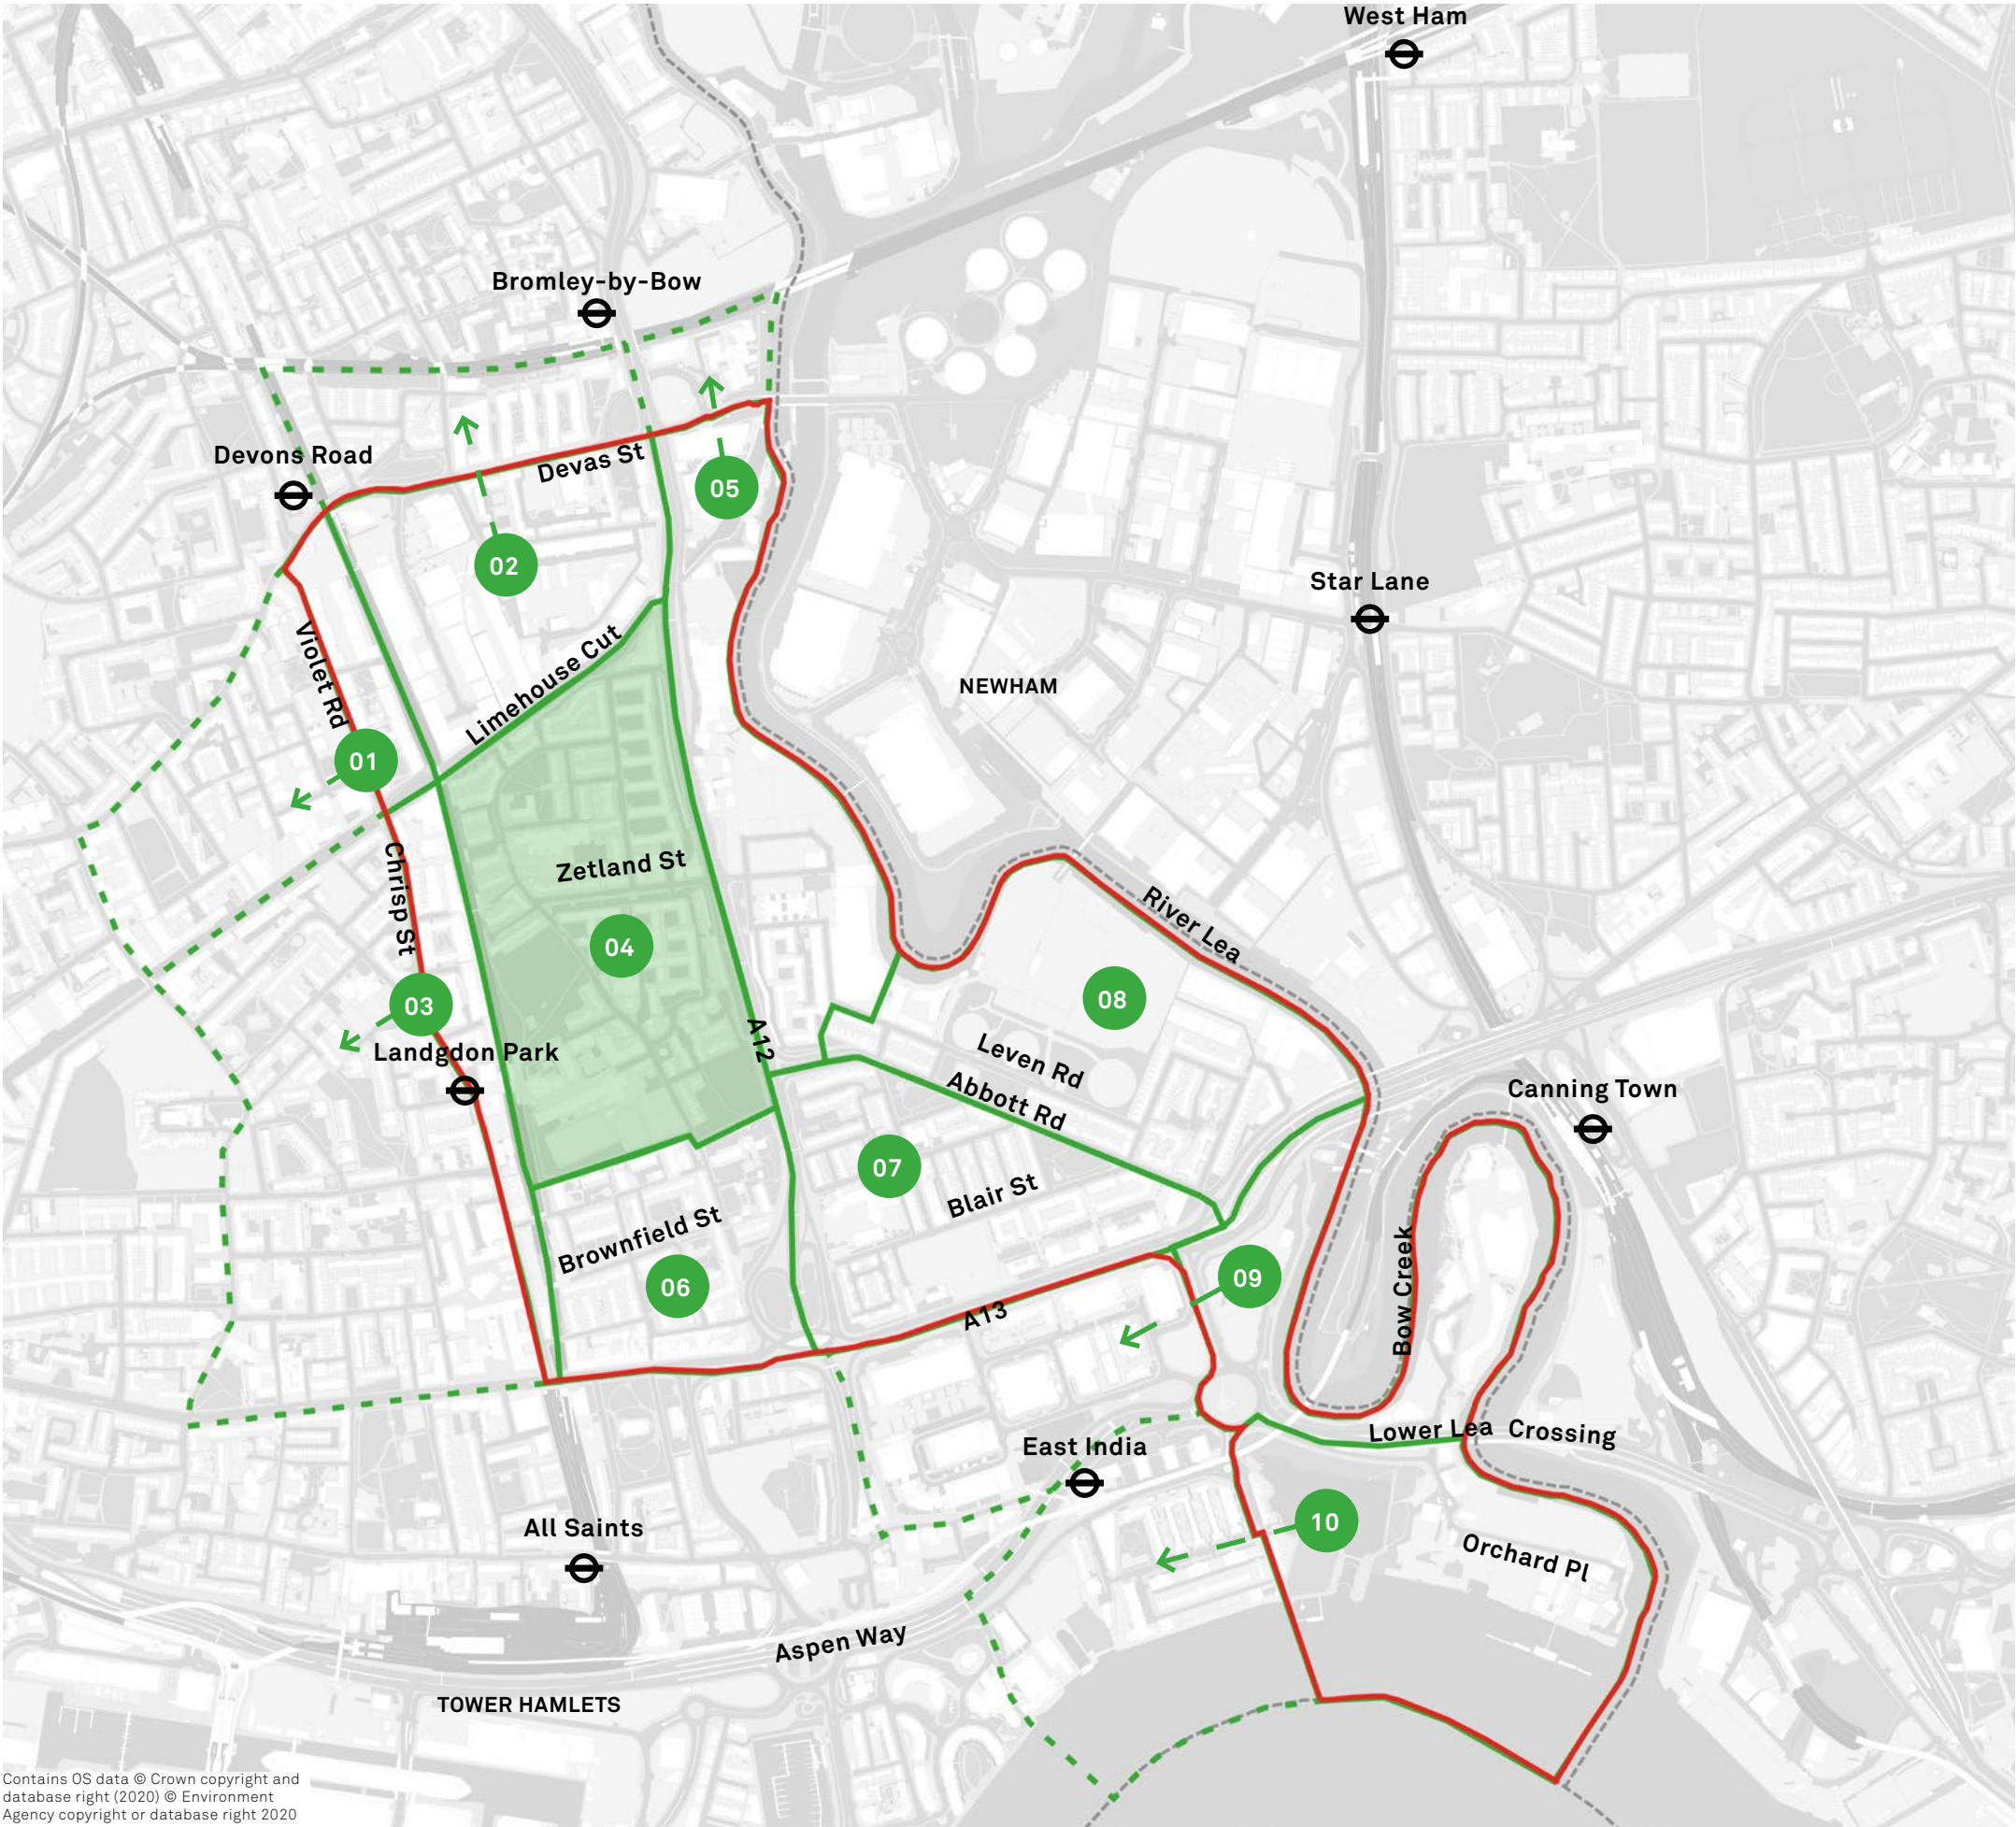 West Ham
Bromley-by-Bow
Devons Road
Devas St
05
02
Star Lane
Violet Rd
Limehouse Cut
NEWHAM
01
Zetland St
Chrisp St
04
River Lea
03
08
A12
Landgdon Park
Leven Rd
Abbott Rd
Canning Town
07
Blair St
Brownfield St
06
09
Bow Creek
A13
East India
Lower Lea Crossing
All Saints
10
Orchard Pl
Aspen Way
TOWER HAMLETS
Contains OS data © Crown copyright and
database right (2020) © Environment
Agency copyright or database right 2020